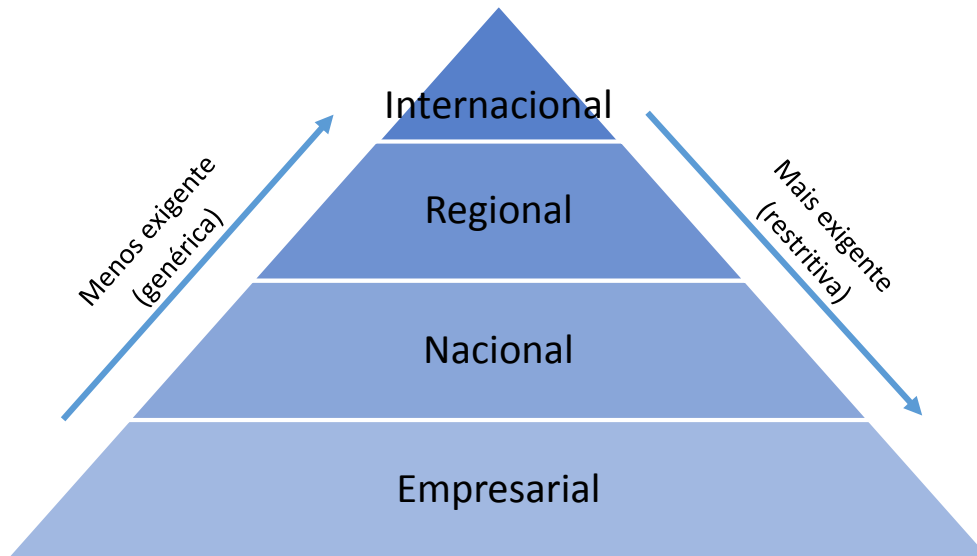 Internacional
Menos exigente
(genérica)
Mais exigente
(restritiva)
Regional
Nacional
Empresarial